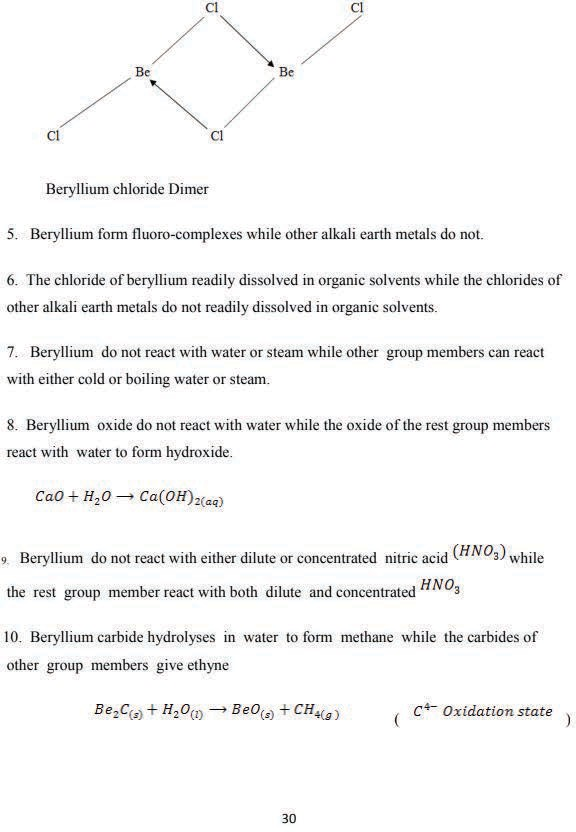 Cl Cl
Be Be
Cl Cl
Beryllium chloride Dimer
5. Beryllium form fluoro-complexes while other alkali earth metals do not.
6. The chloride of beryllium readily dissolved in organic solvents while the chlorides of
other alkali earth metals do not readily dissolved in organic solvents.
7. Beryllium do not react with water or steam while other group members can react
with either cold or boiling water or steam.
8. Beryllium oxide do not react with water while the oxide of the rest group members
react with water to form hydroxide.
CaO + H₂O → Ca(OH)₂(aq)
9. Beryllium do not react with either dilute or concentrated nitric acid (HNO₃) while
the rest group member react with both dilute and concentrated HNO₃
10. Beryllium carbide hydrolyses in water to form methane while the carbides of
other group members give ethyne
Be₂C(s) + H₂O(l) → BeO(s) + CH₄(g) ( C⁴⁻ Oxidation state )
30